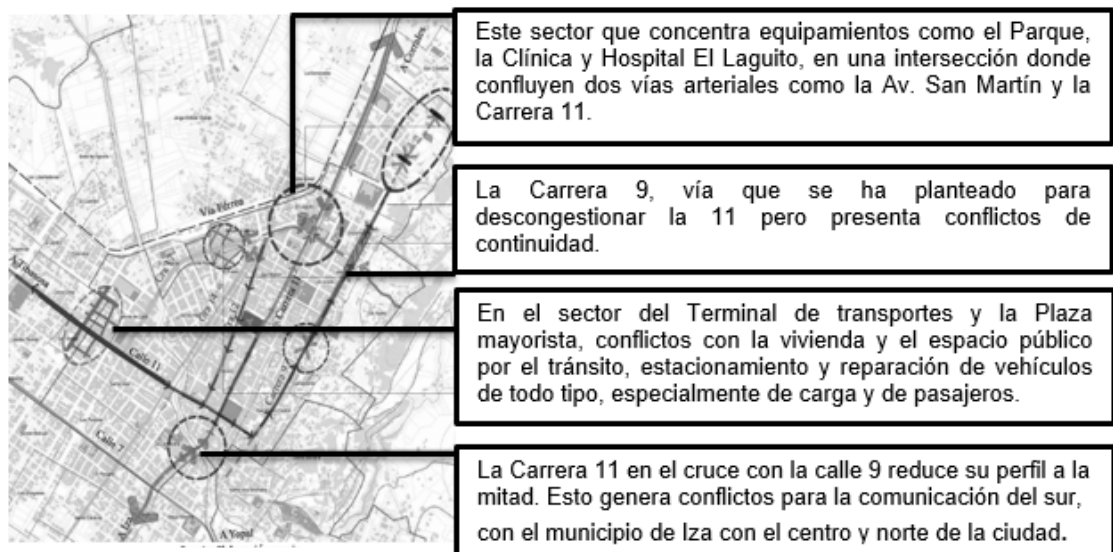 Este sector que concentra equipamientos como el Parque,
la Clínica y Hospital El Laguito, en una intersección donde
confluyen dos vías arteriales como la Av. San Martín y la
Carrera 11.
La Carrera 9, vía que se ha planteado para
descongestionar la 11 pero presenta conflictos de
continuidad.
En el sector del Terminal de transportes y la Plaza
mayorista, conflictos con la vivienda y el espacio público
por el tránsito, estacionamiento y reparación de vehículos
de todo tipo, especialmente de carga y de pasajeros.
La Carrera 11 en el cruce con la calle 9 reduce su perfil a la
mitad. Esto genera conflictos para la comunicación del sur,
con el municipio de Iza con el centro y norte de la ciudad.
A Corrales
Vía Férrea
A Tibasosa
Carrera 11
Calle 11
Calle 7
A Iza
A Yopal